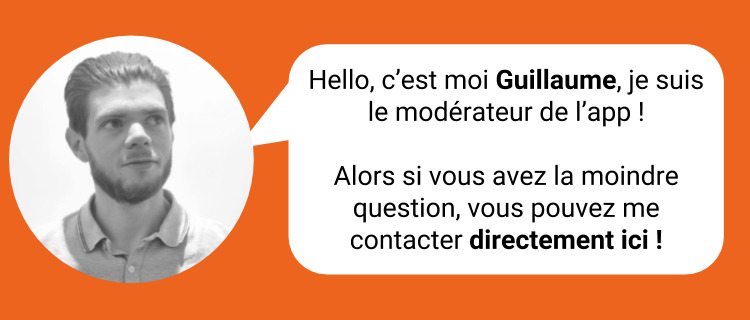 Hello, c’est moi Guillaume, je suis
le modérateur de l’app !
Alors si vous avez la moindre
question, vous pouvez me
contacter directement ici !